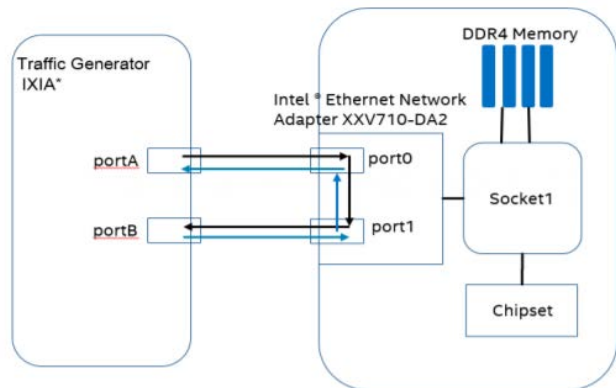 Traffic Generator
IXIA*
DDR4 Memory
Intel ® Ethernet Network
Adapter XXV710-DA2
portA
port0
portB
port1
Socket1
Chipset